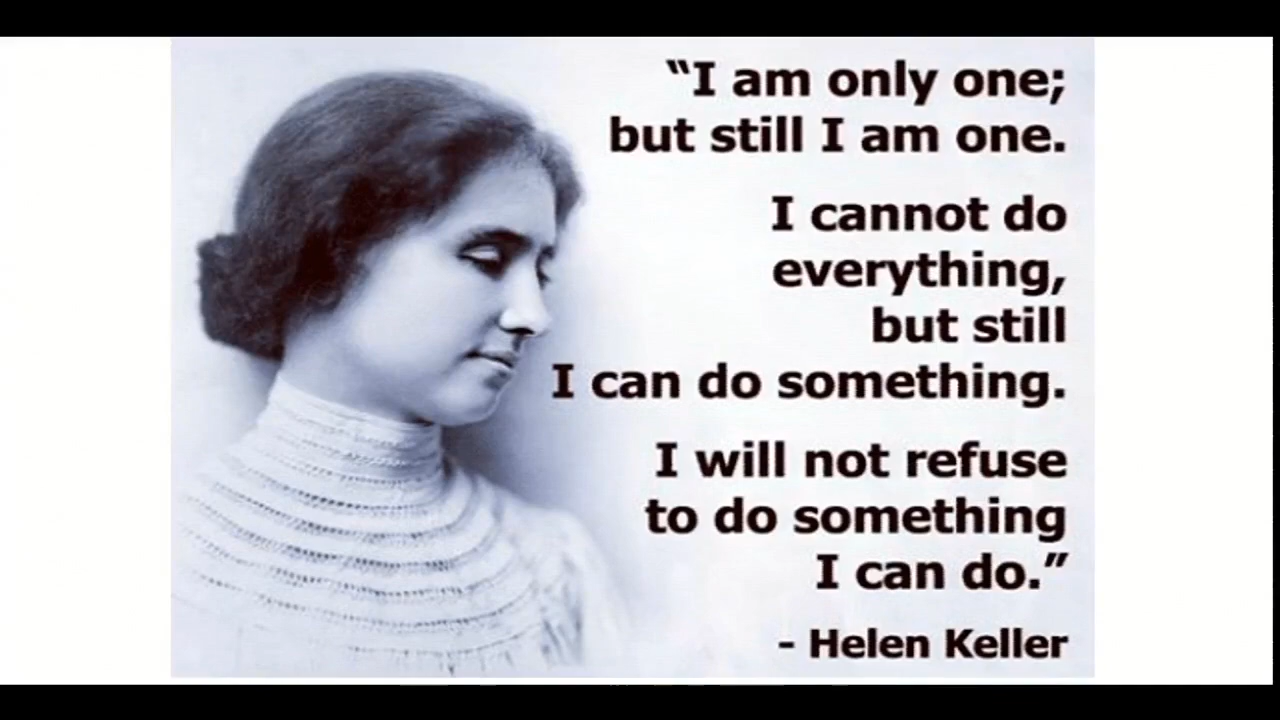 “I am only one;
but still I am one.
I cannot do
everything,
but still
I can do something.
I will not refuse
to do something
I can do.”
- Helen Keller